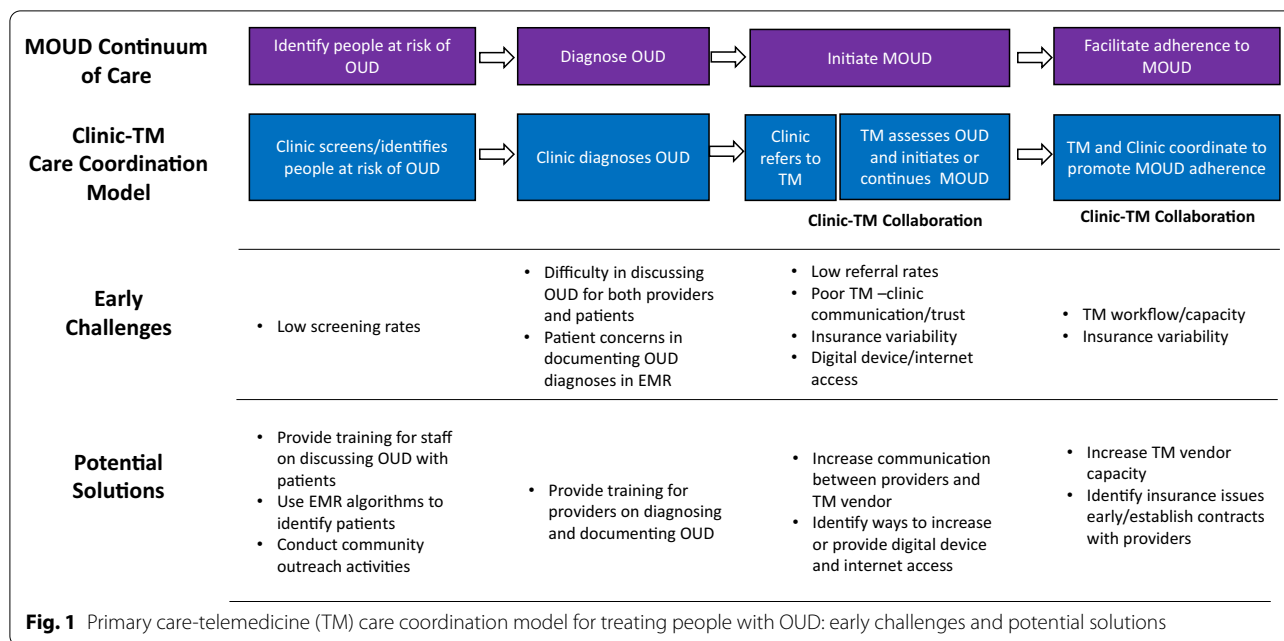 MOUD Continuum
of Care
Identify people at risk of
OUD
Diagnose OUD
Initiate MOUD
Facilitate adherence to
MOUD
Clinic-TM
Care Coordination
Model
Clinic screens/identifies
people at risk of OUD
Clinic diagnoses OUD
Clinic
refers to
TM
TM assesses OUD
and initiates or
continues MOUD
TM and Clinic coordinate to
promote MOUD adherence
Clinic-TM Collaboration
Clinic-TM Collaboration
Early
Challenges
• Low screening rates
• Difficulty in discussing
OUD for both providers
and patients
• Patient concerns in
documenting OUD
diagnoses in EMR
• Low referral rates
• Poor TM –clinic
communication/trust
• Insurance variability
• Digital device/internet
access
• TM workflow/capacity
• Insurance variability
Potential
Solutions
• Provide training for staff
on discussing OUD with
patients
• Use EMR algorithms to
identify patients
• Conduct community
outreach activities
• Provide training for
providers on diagnosing
and documenting OUD
• Increase communication
between providers and
TM vendor
• Identify ways to increase
or provide digital device
and internet access
• Increase TM vendor
capacity
• Identify insurance issues
early/establish contracts
with providers
Fig. 1 Primary care-telemedicine (TM) care coordination model for treating people with OUD: early challenges and potential solutions